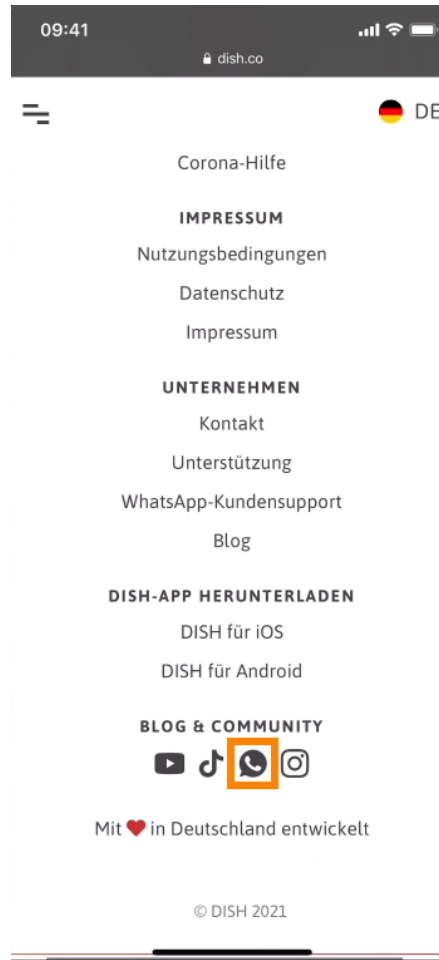 09:41
dish.co
DE
Corona-Hilfe
IMPRESSUM
Nutzungsbedingungen
Datenschutz
Impressum
UNTERNEHMEN
Kontakt
Unterstützung
WhatsApp-Kundensupport
Blog
DISH-APP HERUNTERLADEN
DISH für iOS
DISH für Android
BLOG & COMMUNITY
Mit ❤ in Deutschland entwickelt
© DISH 2021